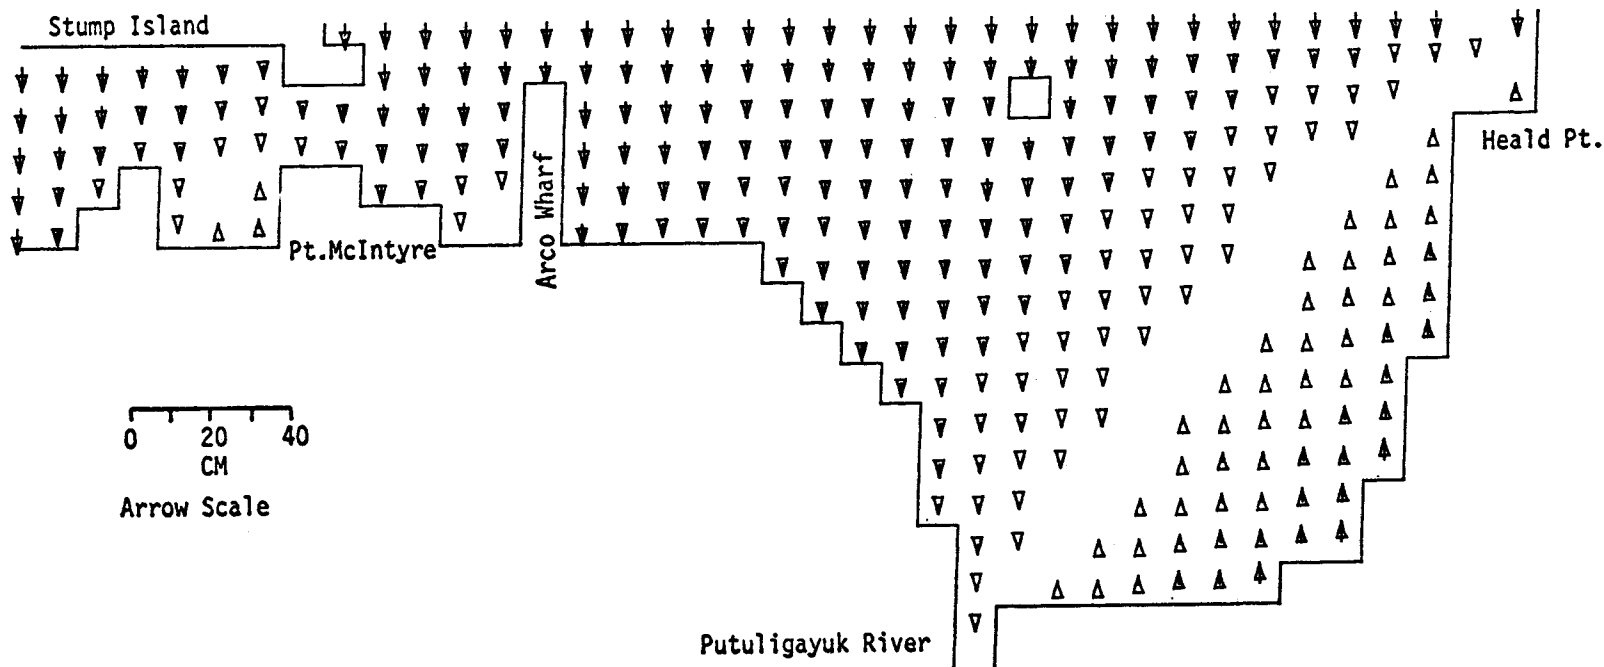 Stump Island
Heald Pt.
Arco Wharf
Pt.McIntyre
0 20 40
CM
Arrow Scale
Putuligayuk River